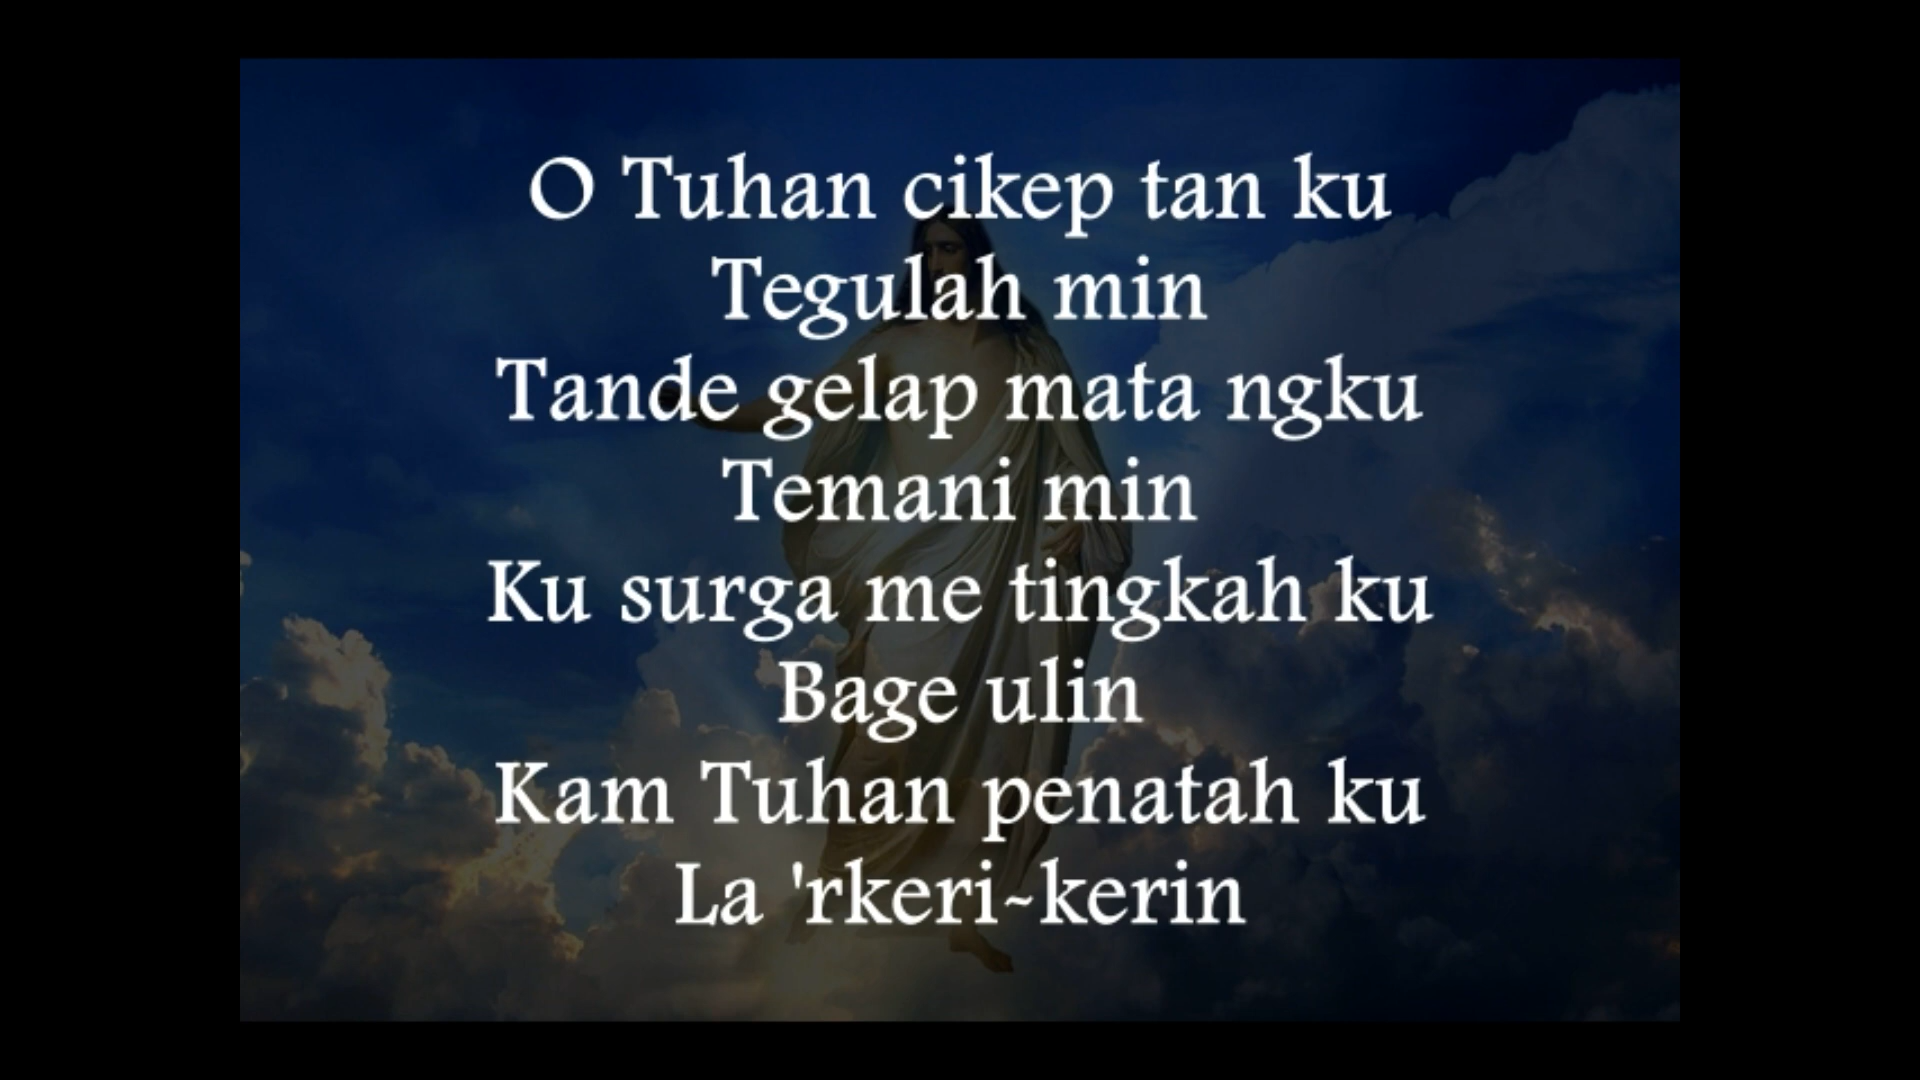 O Tuhan cikep tan ku
Tegulah min
Tande gelap mata ngku
Temani min
Ku surga me tingkah ku
Bage ulin
Kam Tuhan penatah ku
La 'rkeri-kerin